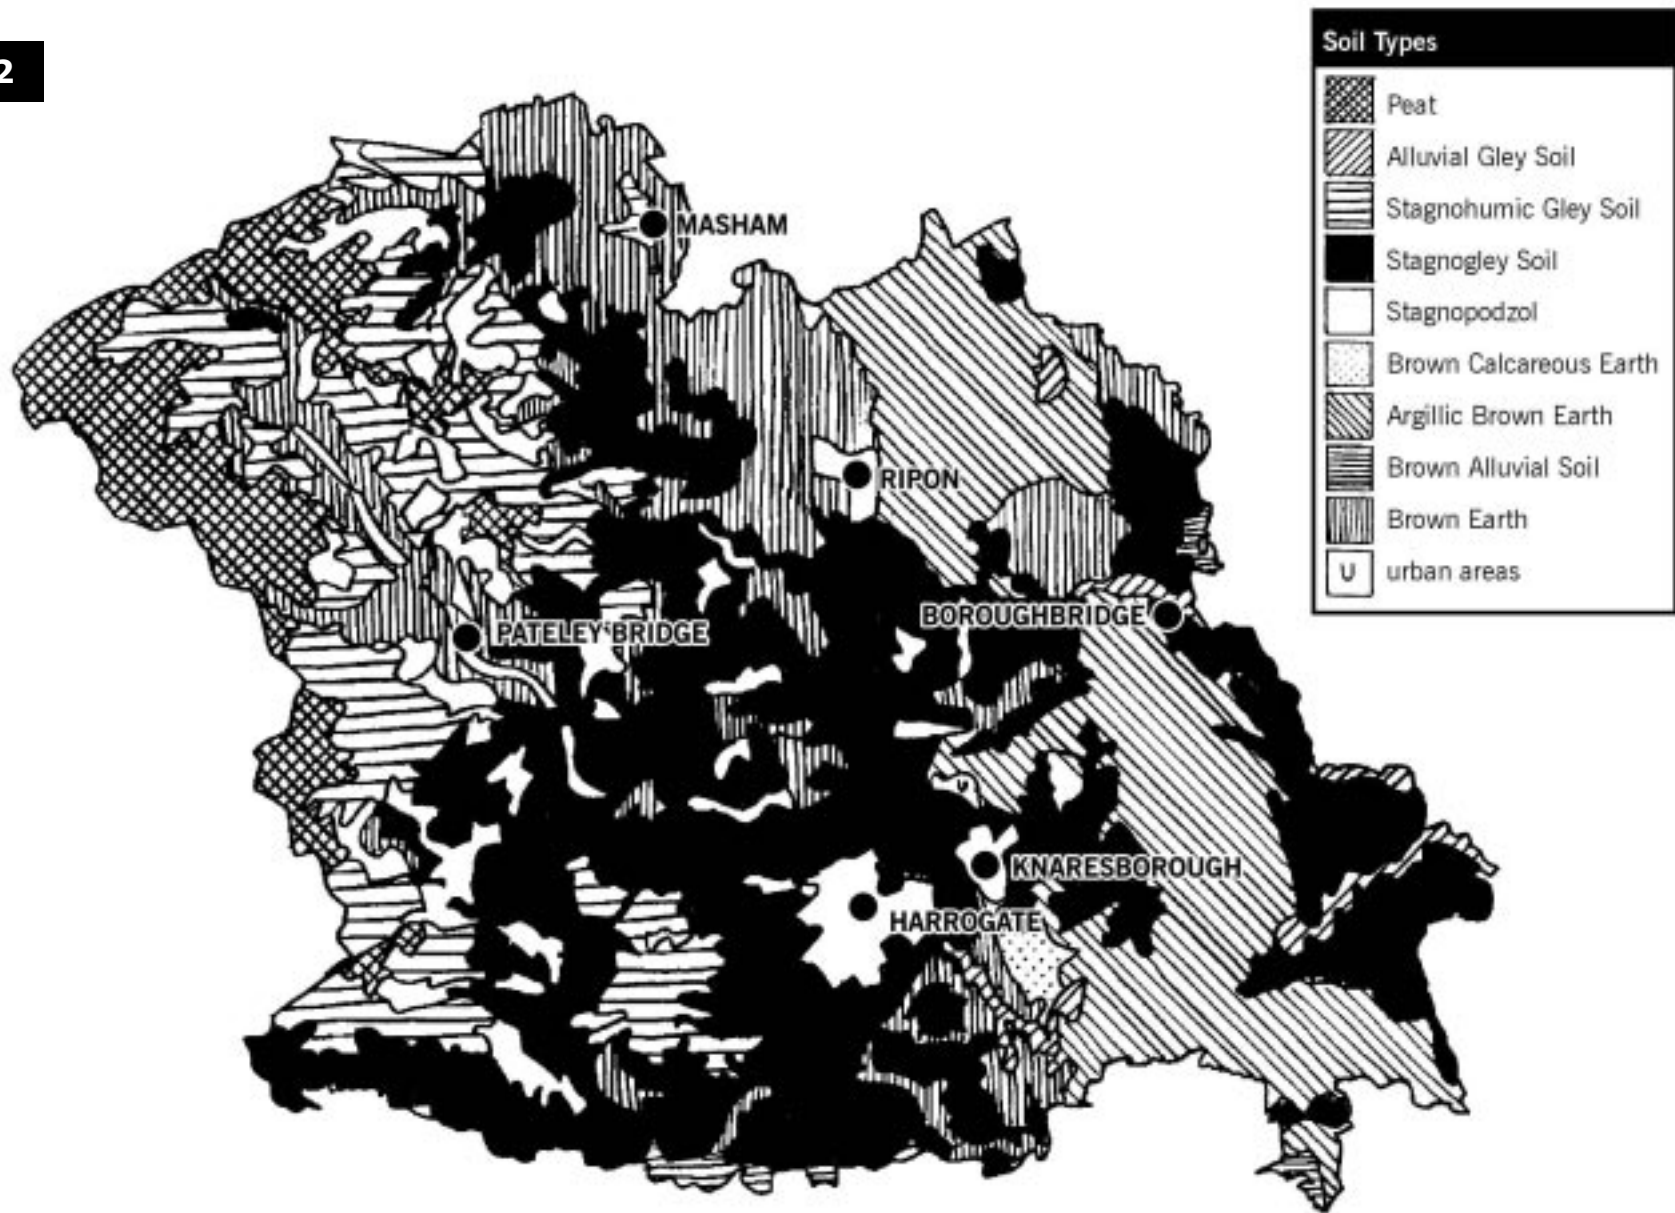 2
Soil Types
Peat
Alluvial Gley Soil
Stagnohumic Gley Soil
Stagnogley Soil
Stagnopodzol
Brown Calcareous Earth
Argillic Brown Earth
Brown Alluvial Soil
Brown Earth
U urban areas
MASHAM
RIPON
BOROUGHBRIDGE
PATELEY BRIDGE
U
KNARESBOROUGH
HARROGATE